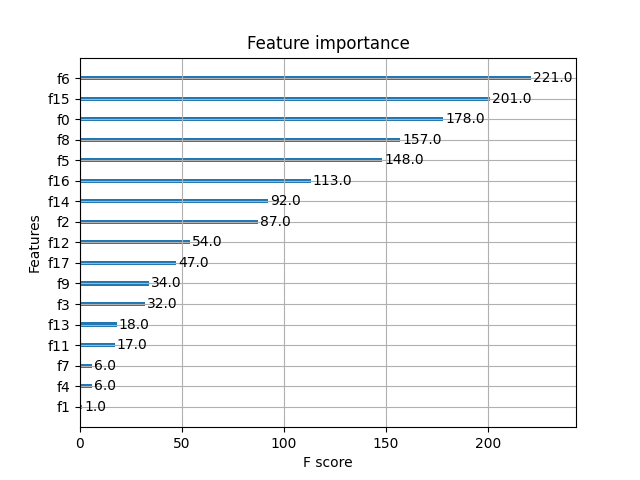 Feature importance
f6 221.0
f15 201.0
f0 178.0
f8 157.0
f5 148.0
f16 113.0
f14 92.0
f2 87.0
f12 54.0
f17 47.0
f9 34.0
f3 32.0
f13 18.0
f11 17.0
f7 6.0
f4 6.0
f1 1.0
Features
0 50 100 150 200
F score